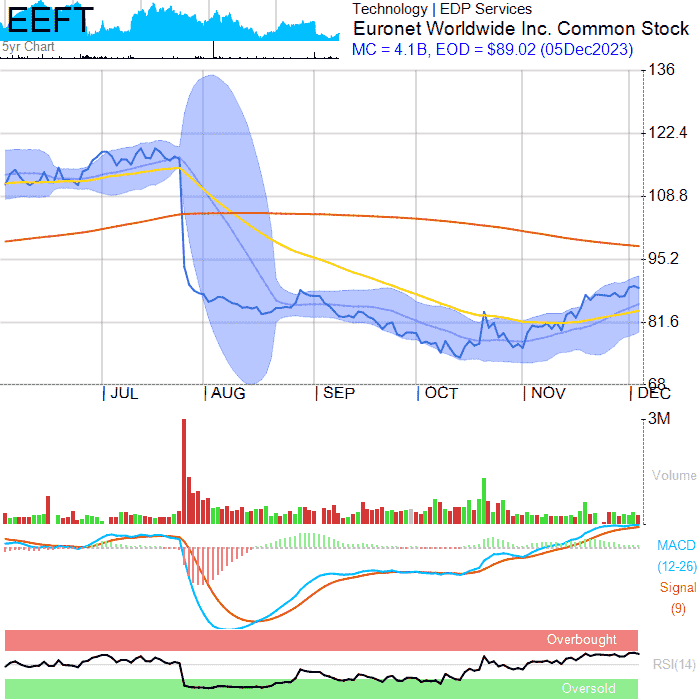 EEFT
5yr Chart
Technology | EDP Services
Euronet Worldwide Inc. Common Stock
MC = 4.1B, EOD = $89.02 (05Dec2023)
136
122.4
108.8
95.2
81.6
68
JUL
AUG
SEP
OCT
NOV
DEC
3M
Volume
MACD
(12-26)
Signal
(9)
Overbought
RSI(14)
Oversold